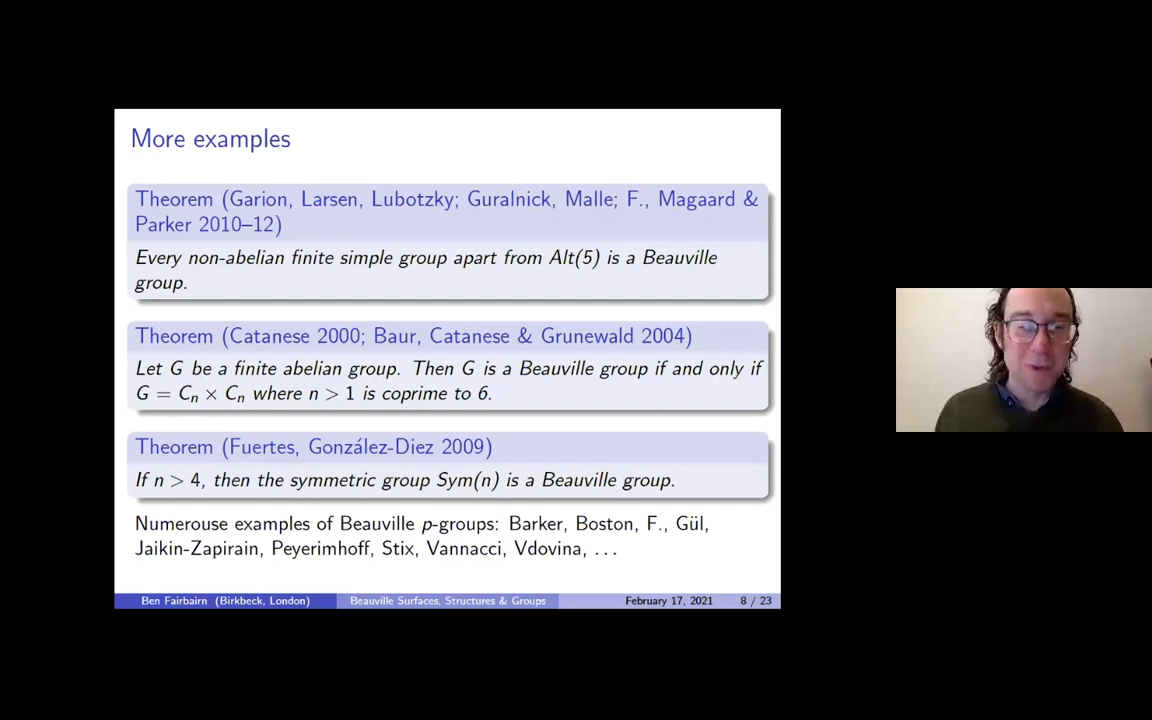 More examples
Theorem (Garion, Larsen, Lubotzky; Guralnick, Malle; F., Magaard &
Parker 2010–12)
Every non-abelian finite simple group apart from Alt(5) is a Beauville
group.
Theorem (Catanese 2000; Baur, Catanese & Grunewald 2004)
Let G be a finite abelian group. Then G is a Beauville group if and only if
G = Cₙ × Cₙ where n > 1 is coprime to 6.
Theorem (Fuertes, González-Diez 2009)
If n > 4, then the symmetric group Sym(n) is a Beauville group.
Numerouse examples of Beauville p-groups: Barker, Boston, F., Gül,
Jaikin-Zapirain, Peyerimhoff, Stix, Vannacci, Vdovina, ...
Ben Fairbairn (Birkbeck, London) Beauville Surfaces, Structures & Groups February 17, 2021 8 / 23